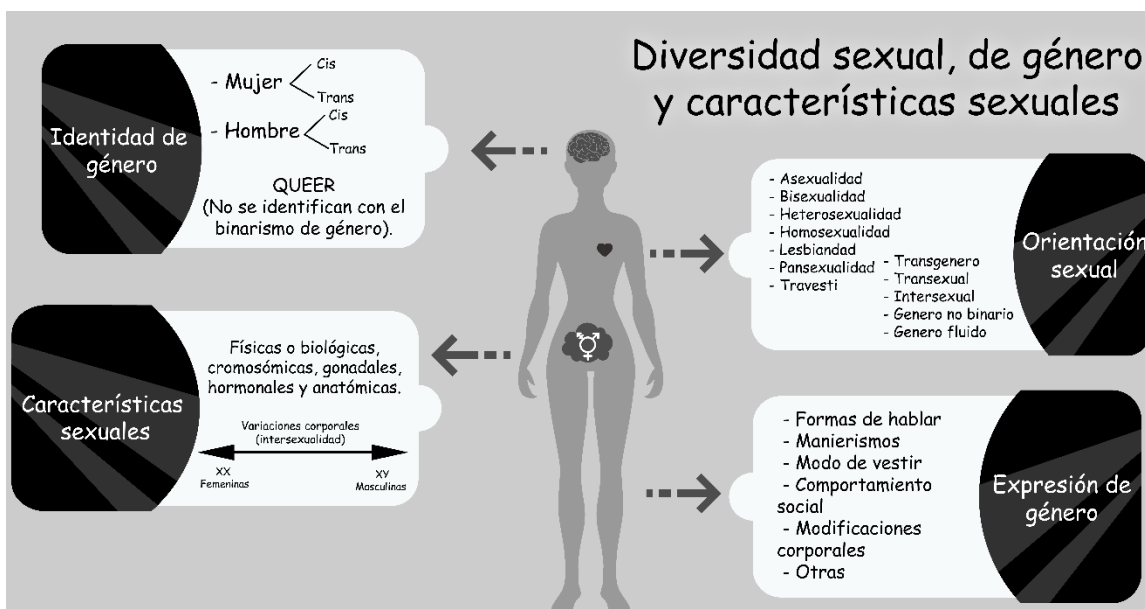 Diversidad sexual, de género
y características sexuales
Identidad de
género
- Mujer
Cis
Trans
- Hombre
Cis
Trans
QUEER
(No se identifican con el
binarismo de género).
- Asexualidad
- Bisexualidad
- Heterosexualidad
- Homosexualidad
- Lesbiandad
- Pansexualidad
- Travesti
- Transgenero
- Transexual
- Intersexual
- Genero no binario
- Genero fluido
Orientación
sexual
Características
sexuales
Físicas o biológicas,
cromosómicas, gonadales,
hormonales y anatómicas.
Variaciones corporales
(intersexualidad)
XX
Femeninas
XY
Masculinas
- Formas de hablar
- Manierismos
- Modo de vestir
- Comportamiento
social
- Modificaciones
corporales
- Otras
Expresión de
género